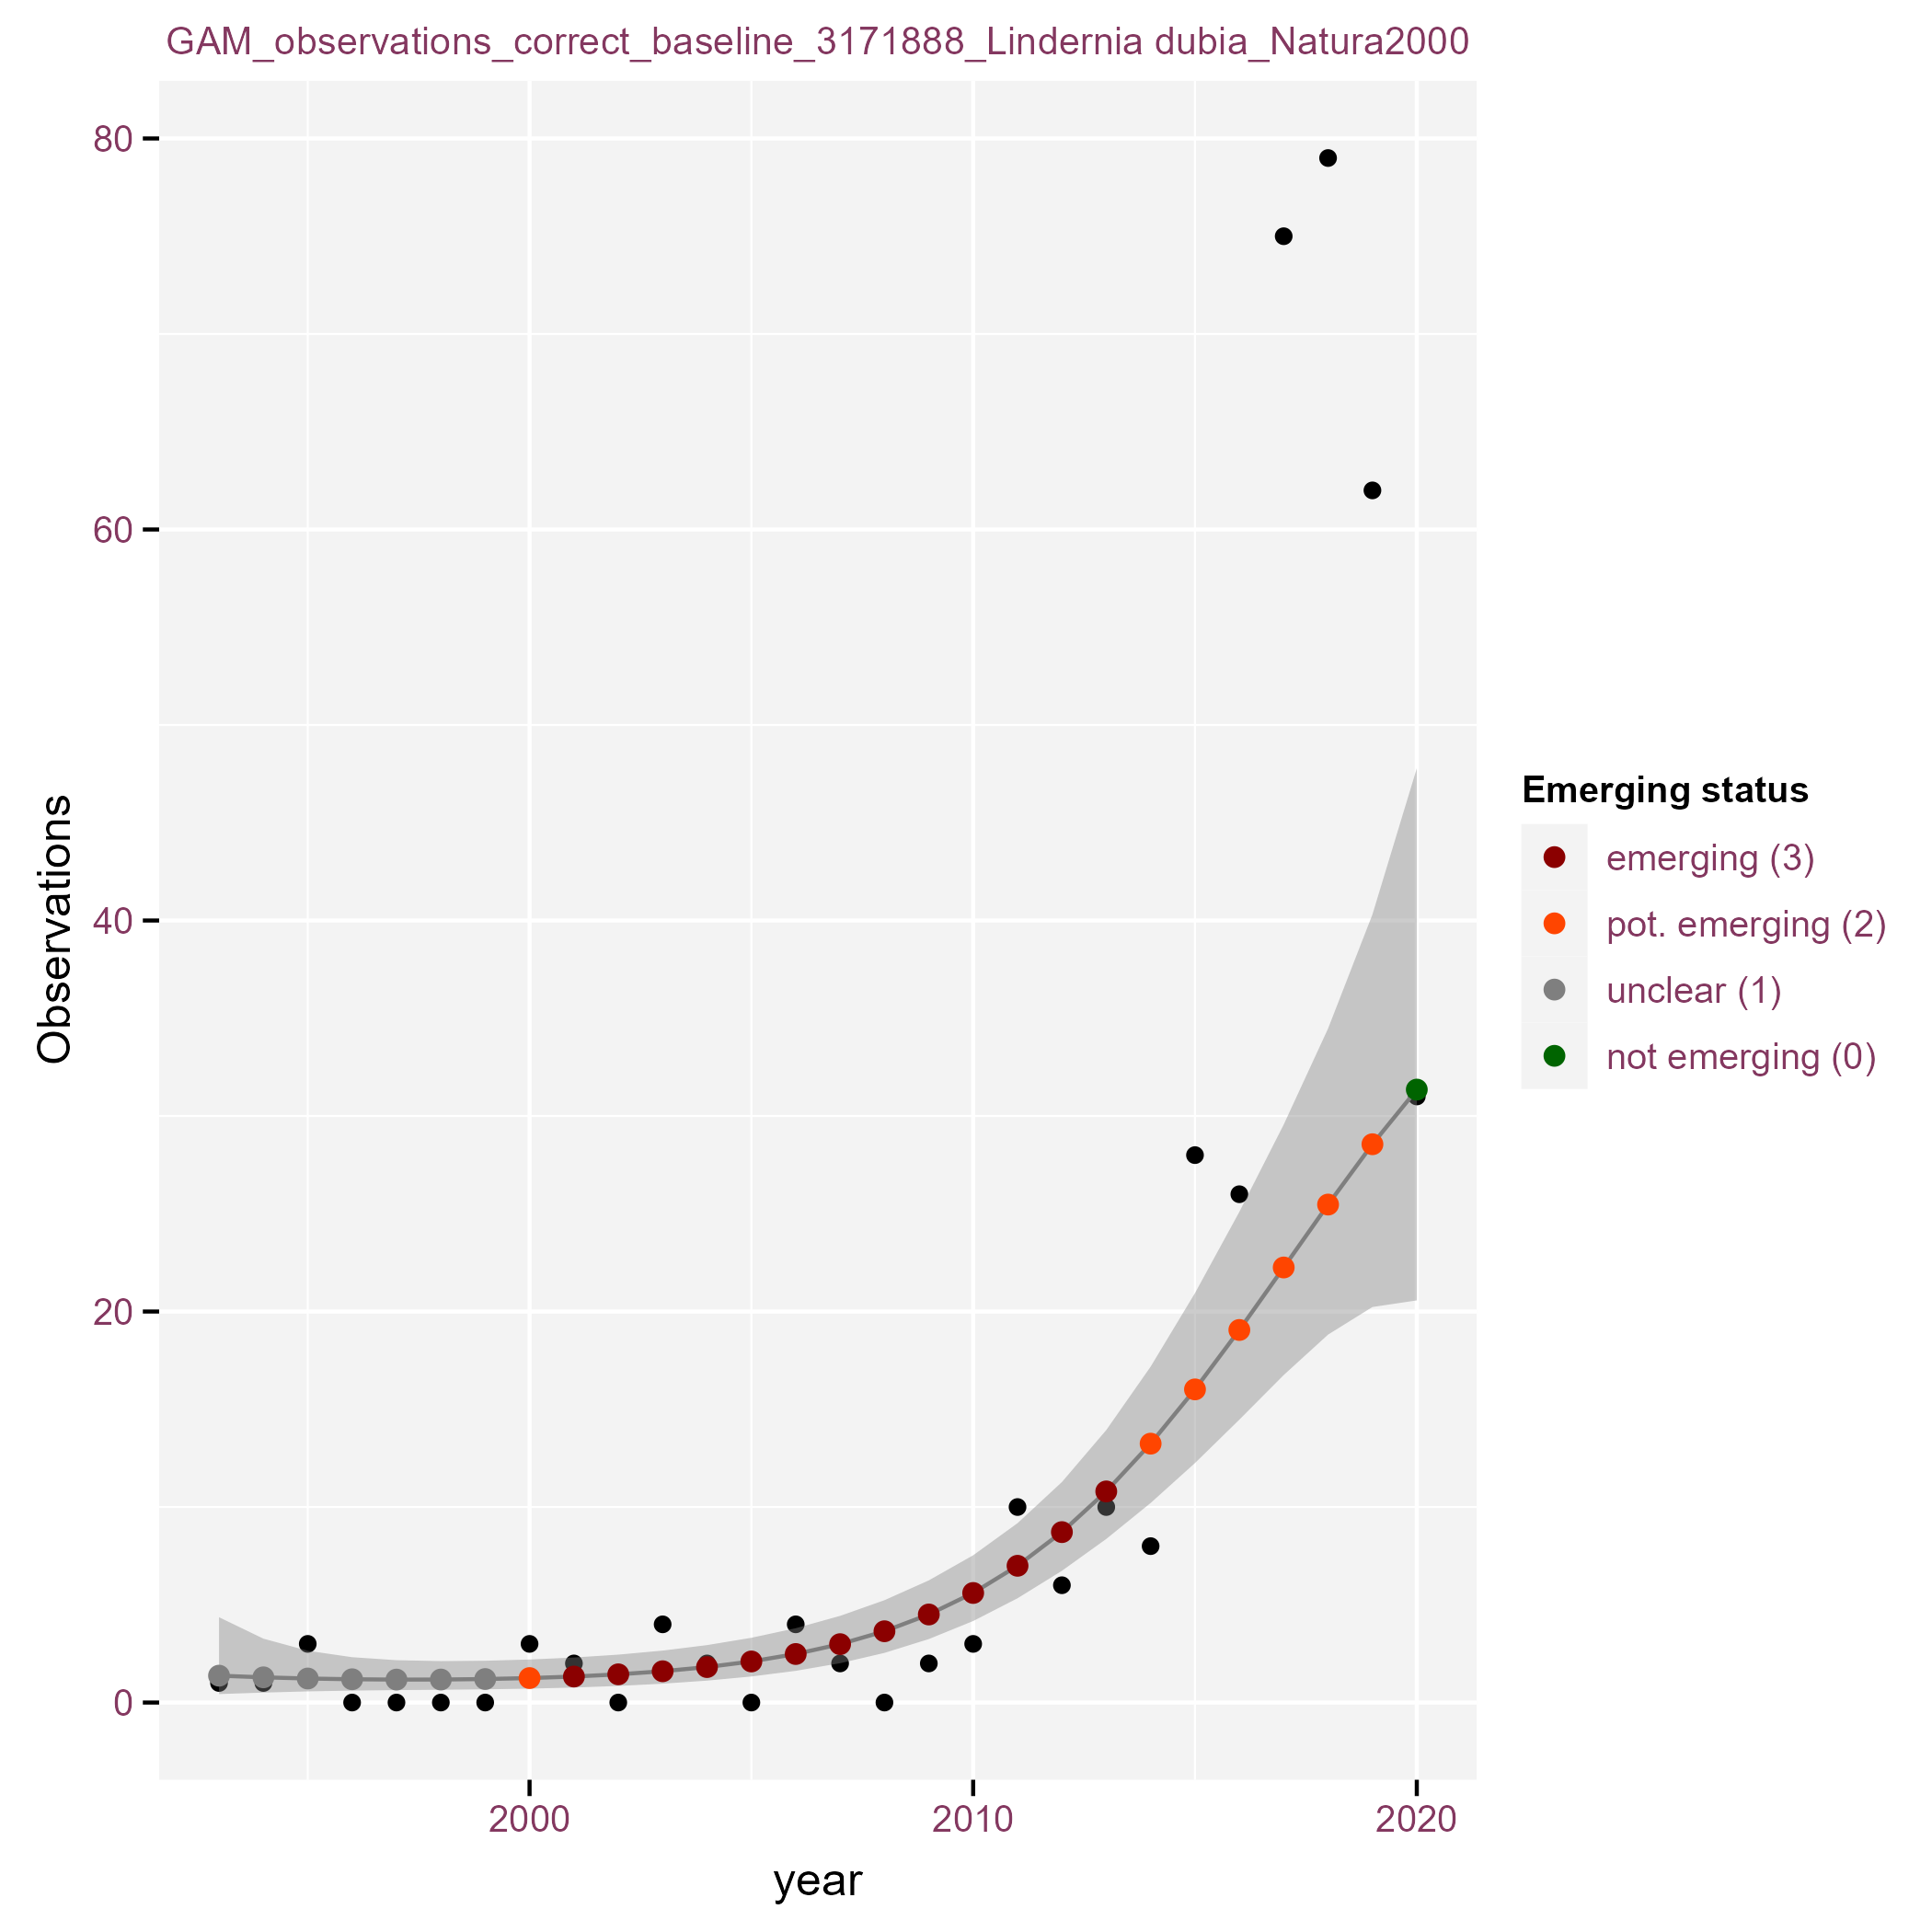 GAM_observations_correct_baseline_3171888_Lindernia dubia_Natura2000
80
60
40
20
0
Observations
2000
2010
2020
year
Emerging status
emerging (3)
pot. emerging (2)
unclear (1)
not emerging (0)